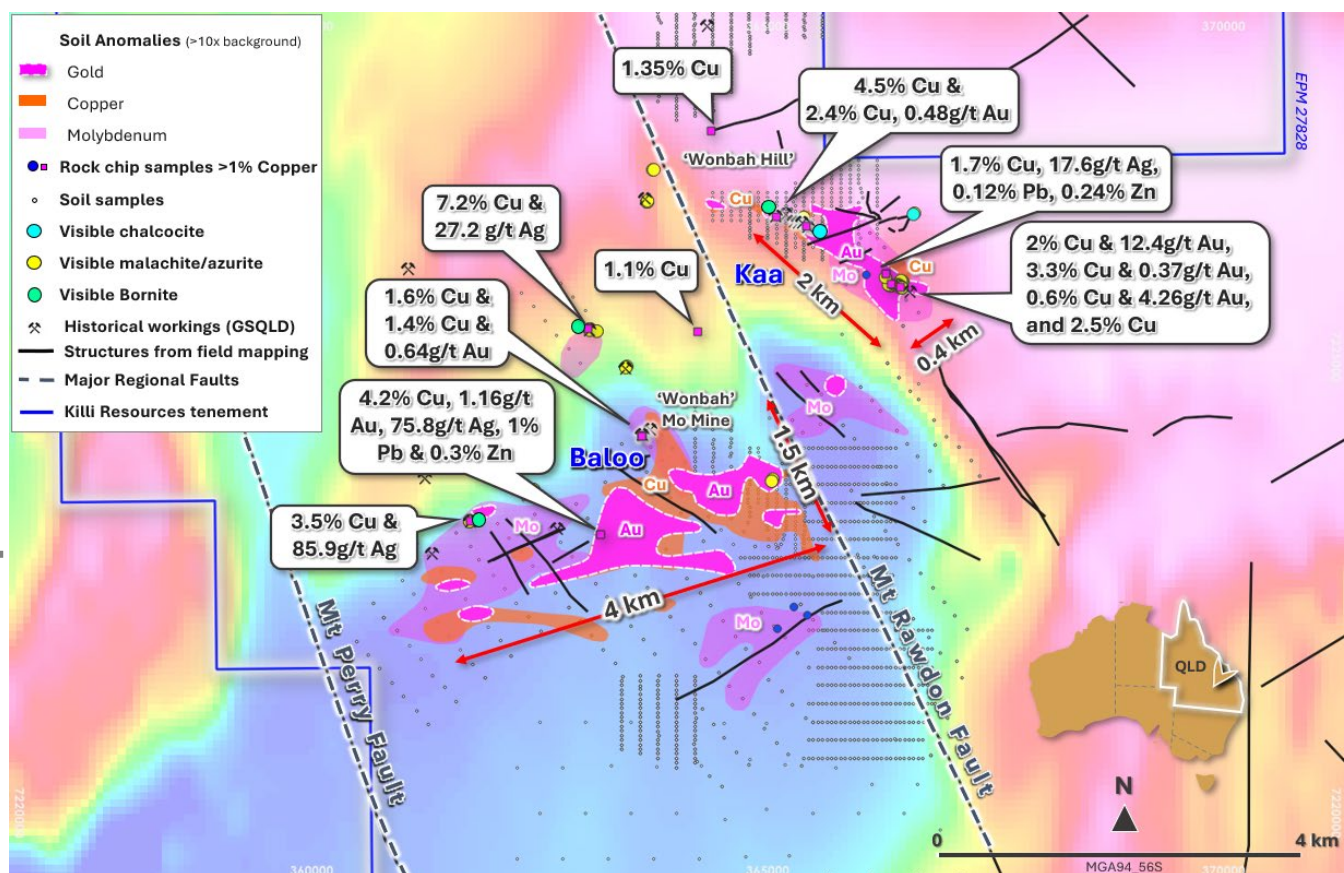 Soil Anomalies (>10x background)
Gold
Copper
Molybdenum
Rock chip samples >1% Copper
Soil samples
Visible chalcocite
Visible malachite/azurite
Visible Bornite
Historical workings (GSQLD)
Structures from field mapping
Major Regional Faults
Killi Resources tenement
370000
EPM 27828
1.35% Cu
4.5% Cu &
2.4% Cu, 0.48g/t Au
'Wonbah Hill'
1.7% Cu, 17.6g/t Ag,
0.12% Pb, 0.24% Zn
7.2% Cu &
27.2 g/t Ag
Cu
Au
Mo
Cu
2% Cu & 12.4g/t Au,
3.3% Cu & 0.37g/t Au,
0.6% Cu & 4.26g/t Au,
and 2.5% Cu
1.1% Cu
Kaa
2 km
0.4 km
1.6% Cu &
1.4% Cu &
0.64g/t Au
4.2% Cu, 1.16g/t
Au, 75.8g/t Ag, 1%
Pb & 0.3% Zn
'Wonbah'
Mo Mine
Mo
1.5 km
Baloo
Cu
Au
3.5% Cu &
85.9g/t Ag
Mo
Au
4 km
Mo
Mt Perry Fault
Mt Rawdon Fault
QLD
N
0
4 km
MGA94_56S
7220000
7220000
360000
365000
370000